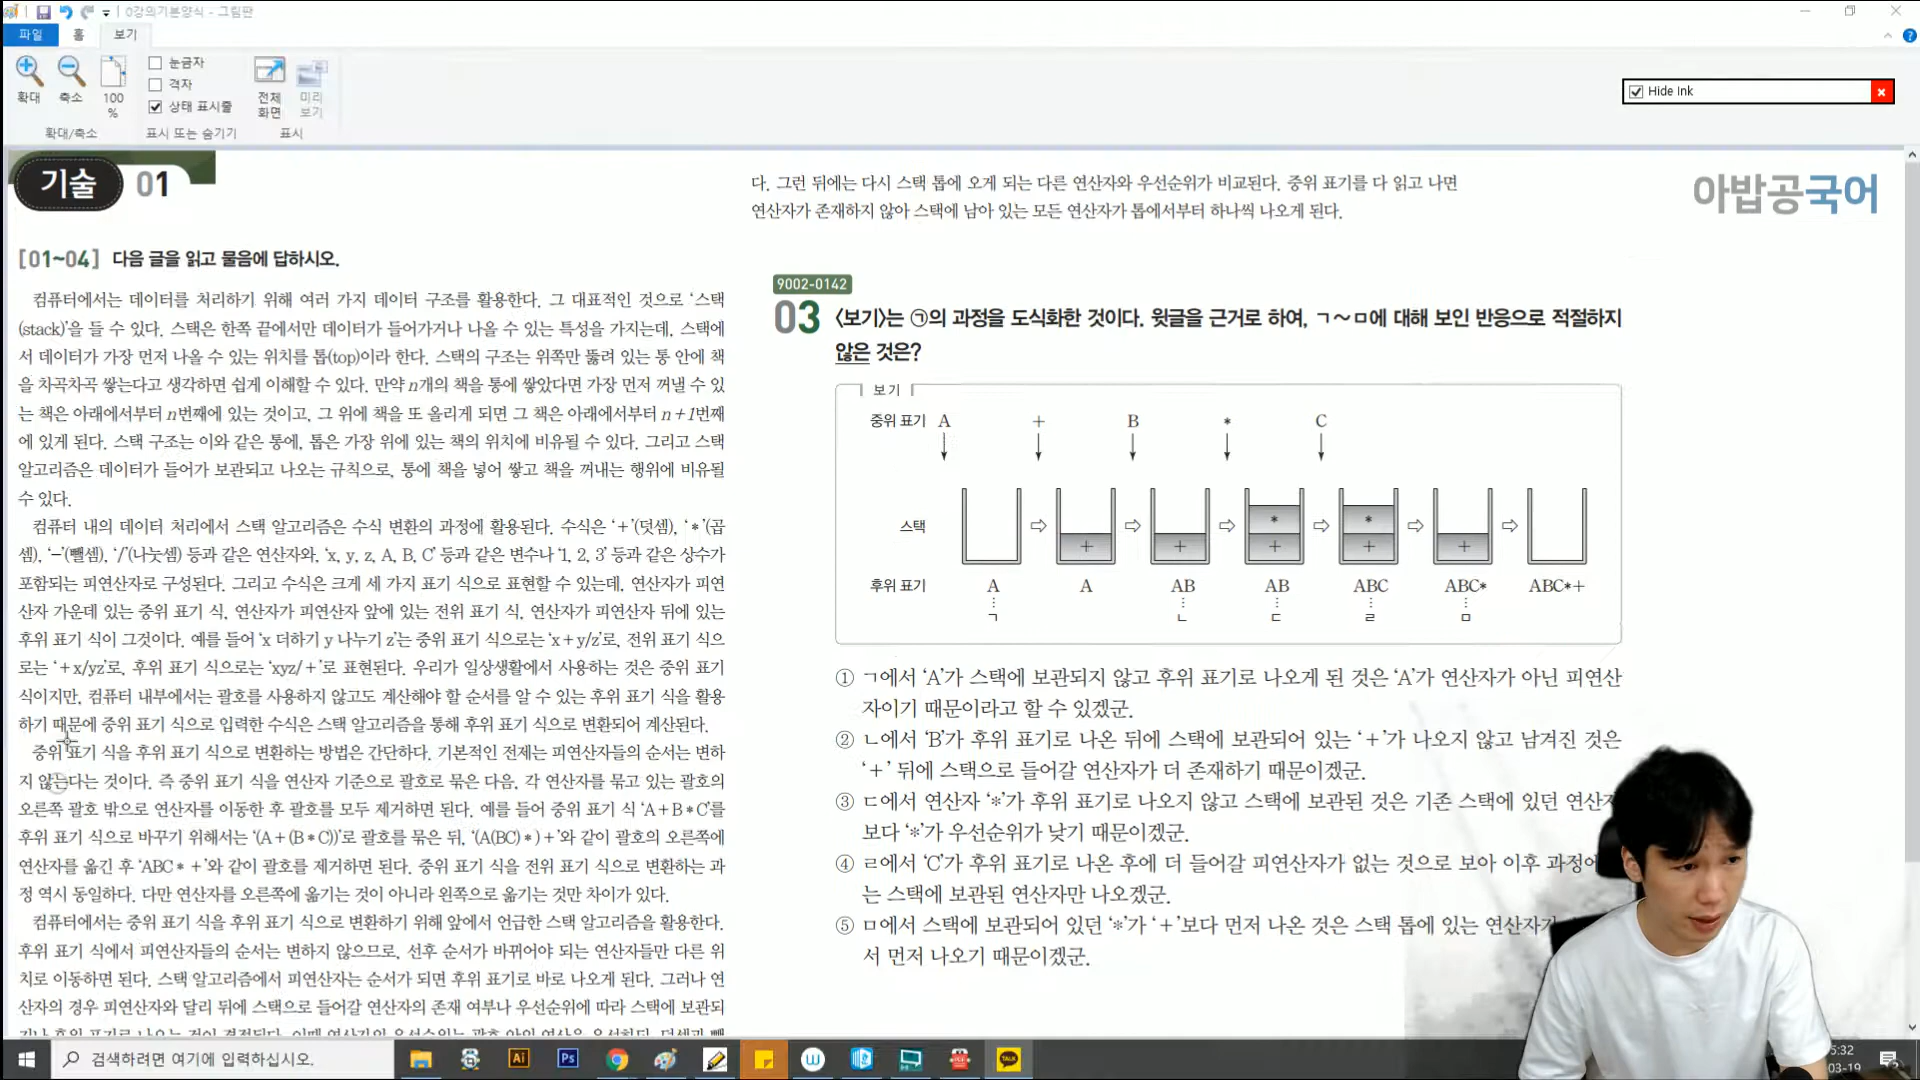 0강의기본양식 - 그림판
파일
홈
보기
확대
축소
100
%
눈금자
격자
상태 표시줄
전체
화면
미리
보기
확대/축소
표시 또는 숨기기
표시
Hide Ink
기술 01
아밥공국어
[01~04] 다음 글을 읽고 물음에 답하시오.
컴퓨터에서는 데이터를 처리하기 위해 여러 가지 데이터 구조를 활용한다. 그 대표적인 것으로 ‘스택
(stack)’을 들 수 있다. 스택은 한쪽 끝에서만 데이터가 들어가거나 나올 수 있는 특성을 가지는데, 스택에
서 데이터가 가장 먼저 나올 수 있는 위치를 톱(top)이라 한다. 스택의 구조는 위쪽만 뚫려 있는 통 안에 책
을 차곡차곡 쌓는다고 생각하면 쉽게 이해할 수 있다. 만약 n개의 책을 통에 쌓았다면 가장 먼저 꺼낼 수 있
는 책은 아래에서부터 n번째에 있는 것이고, 그 위에 책을 또 올리게 되면 그 책은 아래에서부터 n+1번째
에 있게 된다. 스택 구조는 이와 같은 통에, 톱은 가장 위에 있는 책의 위치에 비유될 수 있다. 그리고 스택
알고리즘은 데이터가 들어가 보관되고 나오는 규칙으로, 통에 책을 넣어 쌓고 책을 꺼내는 행위에 비유될
수 있다.
컴퓨터 내의 데이터 처리에서 스택 알고리즘은 수식 변환의 과정에 활용된다. 수식은 ‘+’(덧셈), ‘*’(곱
셈), ‘−’(뺄셈), ‘/’(나눗셈) 등과 같은 연산자와, ‘x, y, z, A, B, C’ 등과 같은 변수나 ‘1, 2, 3’ 등과 같은 상수가
포함되는 피연산자로 구성된다. 그리고 수식은 크게 세 가지 표기 식으로 표현할 수 있는데, 연산자가 피연
산자 가운데 있는 중위 표기 식, 연산자가 피연산자 앞에 있는 전위 표기 식, 연산자가 피연산자 뒤에 있는
후위 표기 식이 그것이다. 예를 들어 ‘x 더하기 y 나누기 z’는 중위 표기 식으로는 ‘x+y/z’로, 전위 표기 식으
로는 ‘+x/yz’로, 후위 표기 식으로는 ‘xyz/+’로 표현된다. 우리가 일상생활에서 사용하는 것은 중위 표기
식이지만, 컴퓨터 내부에서는 괄호를 사용하지 않고도 계산해야 할 순서를 알 수 있는 후위 표기 식을 활용
하기 때문에 중위 표기 식으로 입력한 수식은 스택 알고리즘을 통해 후위 표기 식으로 변환되어 계산된다.
중위 표기 식을 후위 표기 식으로 변환하는 방법은 간단하다. 기본적인 전제는 피연산자들의 순서는 변하
지 않는다는 것이다. 즉 중위 표기 식을 연산자 기준으로 괄호로 묶은 다음, 각 연산자를 묶고 있는 괄호의
오른쪽 괄호 밖으로 연산자를 이동한 후 괄호를 모두 제거하면 된다. 예를 들어 중위 표기 식 ‘A+B*C’를
후위 표기 식으로 바꾸기 위해서는 ‘(A+(B*C))’로 괄호를 묶은 뒤, ‘(A(BC)*)+’와 같이 괄호의 오른쪽에
연산자를 옮긴 후 ‘ABC*+’와 같이 괄호를 제거하면 된다. 중위 표기 식을 전위 표기 식으로 변환하는 과
정 역시 동일하다. 다만 연산자를 오른쪽에 옮기는 것이 아니라 왼쪽으로 옮기는 것만 차이가 있다.
컴퓨터에서는 중위 표기 식을 후위 표기 식으로 변환하기 위해 앞에서 언급한 스택 알고리즘을 활용한다.
후위 표기 식에서 피연산자들의 순서는 변하지 않으므로, 선후 순서가 바뀌어야 되는 연산자들만 다른 위
치로 이동하면 된다. 스택 알고리즘에서 피연산자는 순서가 되면 후위 표기로 바로 나오게 된다. 그러나 연
산자의 경우 피연산자와 달리 뒤에 스택으로 들어갈 연산자의 존재 여부나 우선순위에 따라 스택에 보관되
다. 그런 뒤에는 다시 스택 톱에 오게 되는 다른 연산자와 우선순위가 비교된다. 중위 표기를 다 읽고 나면
연산자가 존재하지 않아 스택에 남아 있는 모든 연산자가 톱에서부터 하나씩 나오게 된다.
9002-0142
03 〈보기〉는 ㉠의 과정을 도식화한 것이다. 윗글을 근거로 하여, ㄱ~ㅁ에 대해 보인 반응으로 적절하지
않은 것은?
보기
중위 표기 A + B * C
스택 + + * + * + +
후위 표기 A A AB AB ABC ABC* ABC*+
ㄱ ㄴ ㄷ ㄹ ㅁ
① ㄱ에서 ‘A’가 스택에 보관되지 않고 후위 표기로 나오게 된 것은 ‘A’가 연산자가 아닌 피연산
자이기 때문이라고 할 수 있겠군.
② ㄴ에서 ‘B’가 후위 표기로 나온 뒤에 스택에 보관되어 있는 ‘+’가 나오지 않고 남겨진 것은
‘+’ 뒤에 스택으로 들어갈 연산자가 더 존재하기 때문이겠군.
③ ㄷ에서 연산자 ‘*’가 후위 표기로 나오지 않고 스택에 보관된 것은 기존 스택에 있던 연산자
보다 ‘*’가 우선순위가 낮기 때문이겠군.
④ ㄹ에서 ‘C’가 후위 표기로 나온 후에 더 들어갈 피연산자가 없는 것으로 보아 이후 과정에
는 스택에 보관된 연산자만 나오겠군.
⑤ ㅁ에서 스택에 보관되어 있던 ‘*’가 ‘+’보다 먼저 나온 것은 스택 톱에 있는 연산자가
서 먼저 나오기 때문이겠군.
검색하려면 여기에 입력하십시오.
Ai
Ps
W
TALK
5:32
03-19